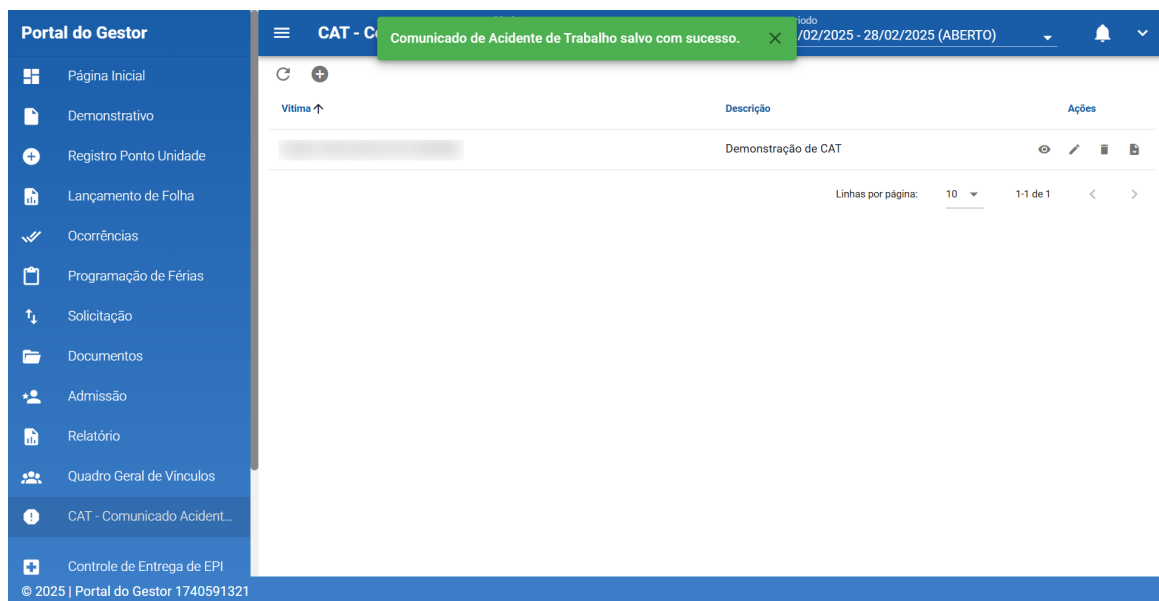 Portal do Gestor
CAT - C
Comunicado de Acidente de Trabalho salvo com sucesso.
iodo
/02/2025 - 28/02/2025 (ABERTO)
Página Inicial
Demonstrativo
Registro Ponto Unidade
Lançamento de Folha
Ocorrências
Programação de Férias
Solicitação
Documentos
Admissão
Relatório
Quadro Geral de Vínculos
CAT - Comunicado Acident...
Controle de Entrega de EPI
© 2025 | Portal do Gestor 1740591321
Vitima Descrição Ações
Demonstração de CAT
Linhas por página: 10 1-1 de 1